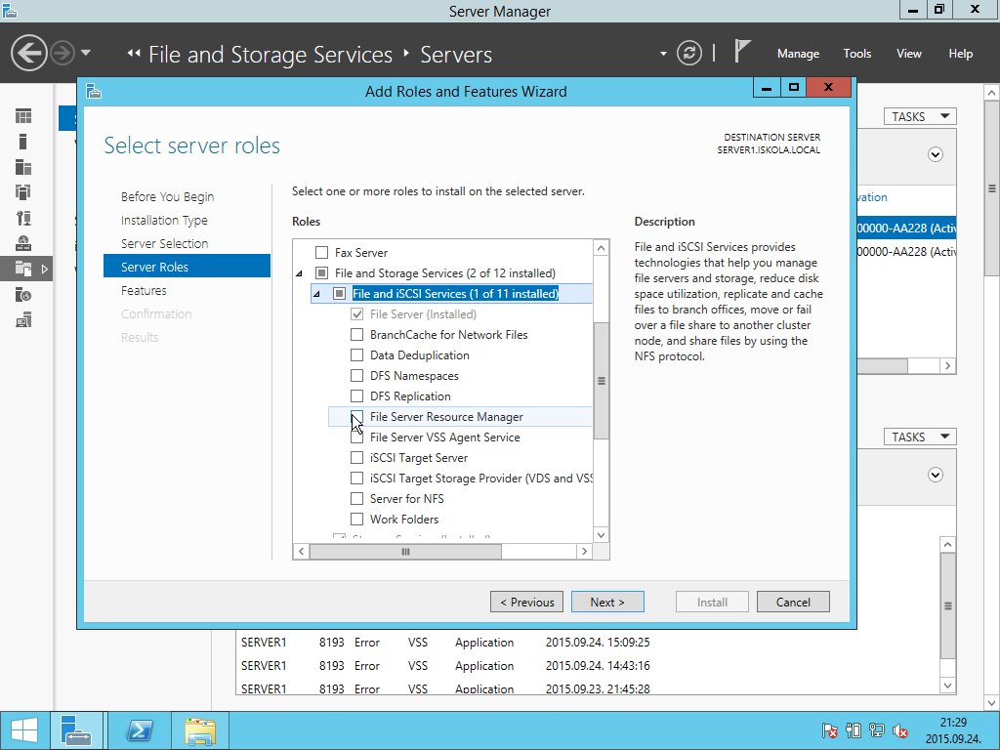 Server Manager
File and Storage Services
Servers
Manage
Tools
View
Help
Add Roles and Features Wizard
TASKS
Select server roles
DESTINATION SERVER
SERVER1.ISKOLA.LOCAL
Before You Begin
Installation Type
Server Selection
Server Roles
Features
Confirmation
Results
Select one or more roles to install on the selected server.
Roles
Fax Server
File and Storage Services (2 of 12 installed)
File and iSCSI Services (1 of 11 installed)
File Server (Installed)
BranchCache for Network Files
Data Deduplication
DFS Namespaces
DFS Replication
File Server Resource Manager
File Server VSS Agent Service
iSCSI Target Server
iSCSI Target Storage Provider (VDS and VSS
Server for NFS
Work Folders
Description
File and iSCSI Services provides
technologies that help you manage
file servers and storage, reduce disk
space utilization, replicate and cache
files to branch offices, move or fail
over a file share to another cluster
node, and share files by using the
NFS protocol.
vation
00000-AA228 (Activ
00000-AA228 (Activ
TASKS
< Previous
Next >
Install
Cancel
SERVER1 8193 Error VSS Application 2015.09.24. 15:09:25
SERVER1 8193 Error VSS Application 2015.09.24. 14:43:16
SERVER1 8193 Error VSS Application 2015.09.23. 21:45:28
21:29
2015.09.24.